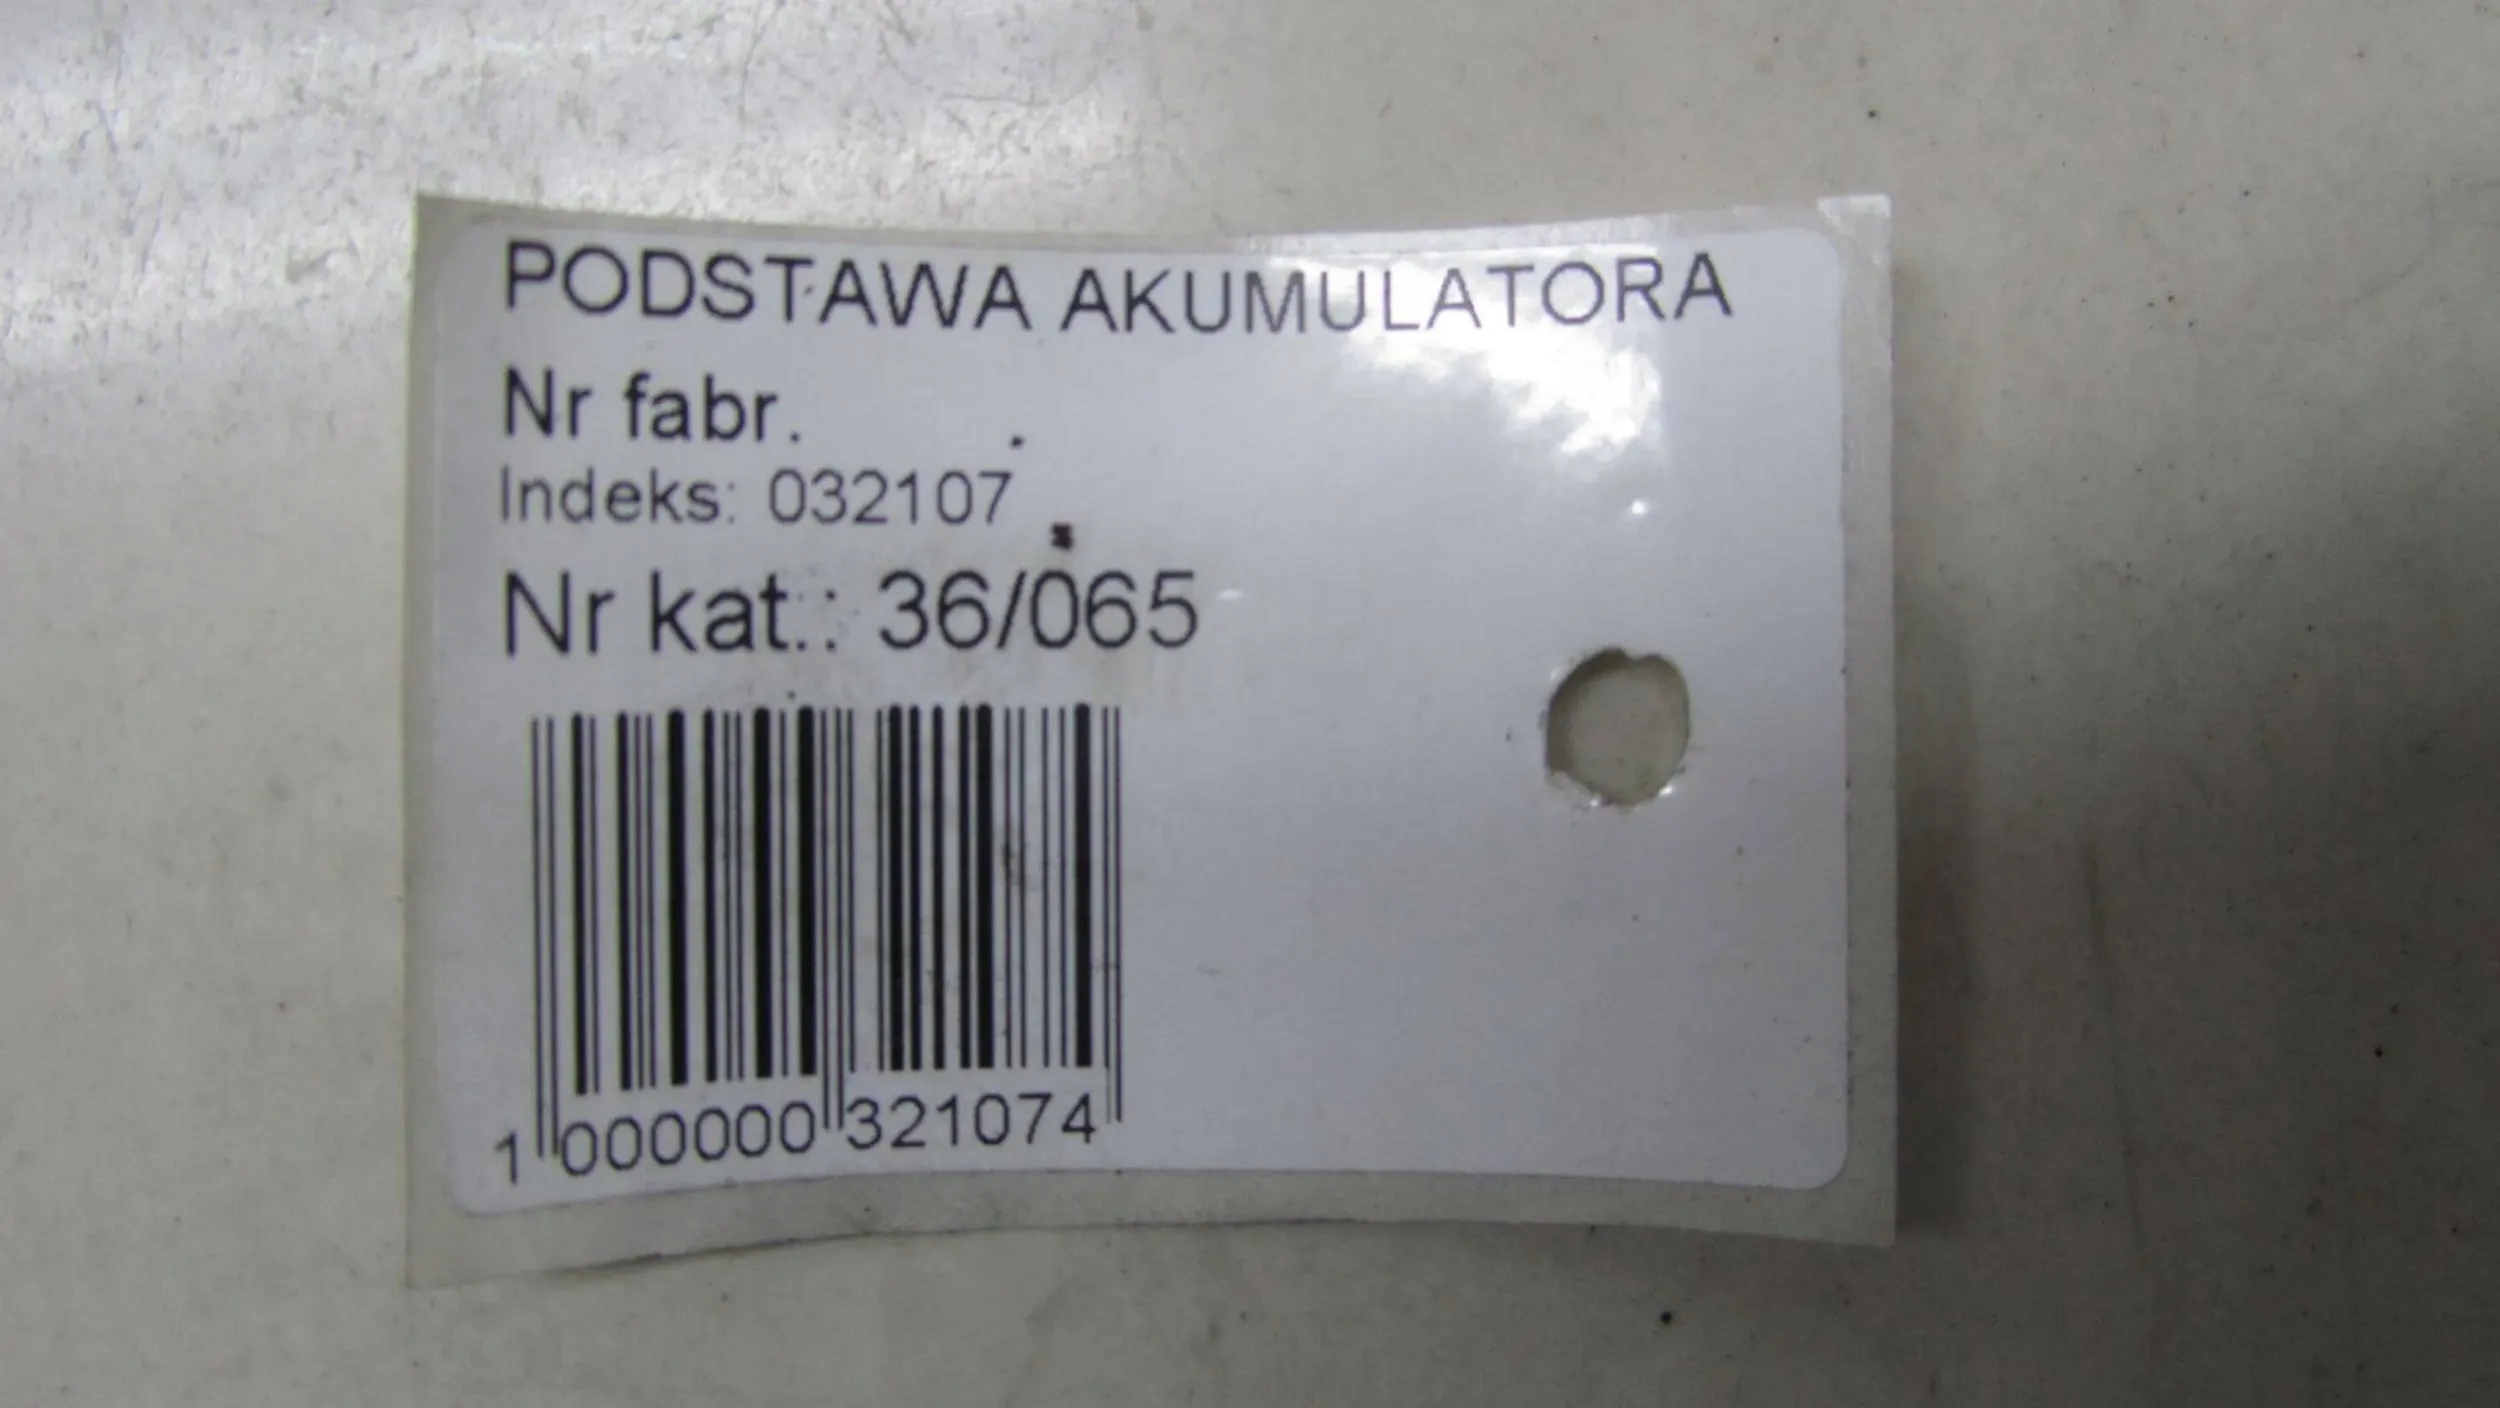 PODSTAWA AKUMULATORA
Nr fabr.
Indeks: 032107
Nr kat.: 36/065
1 000000 321074